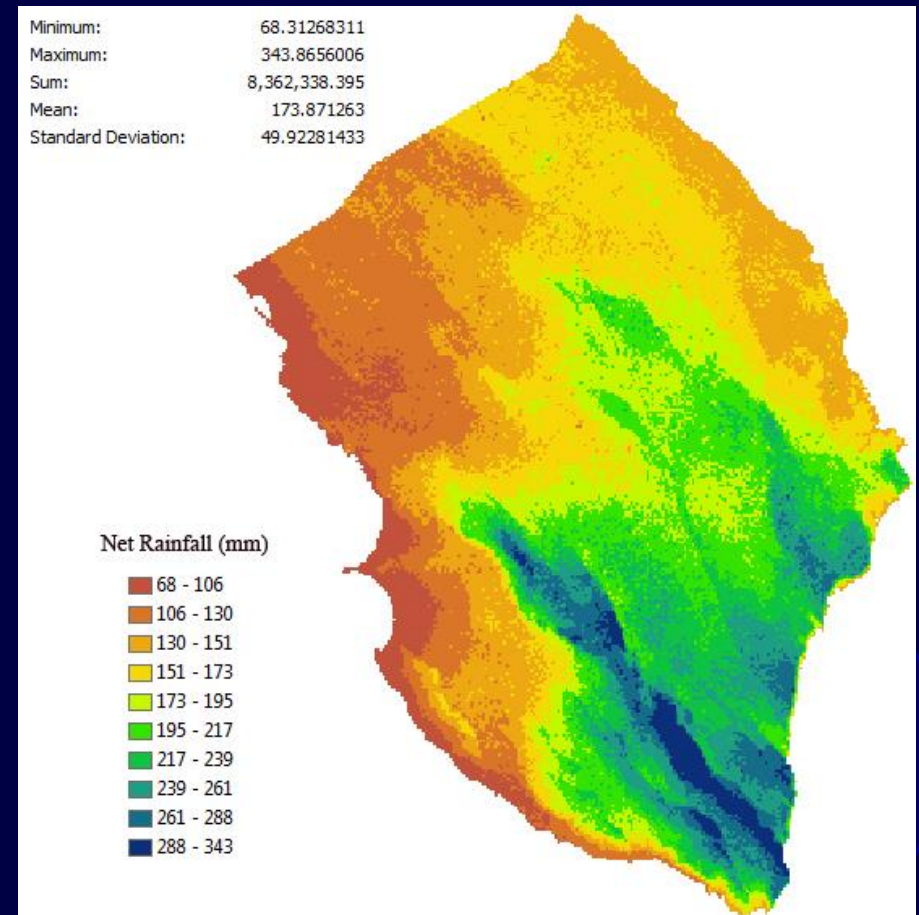 Minimum: 68.31268311
Maximum: 343.8656006
Sum: 8,362,338.395
Mean: 173.871263
Standard Deviation: 49.92281433
Net Rainfall (mm)
68 - 106
106 - 130
130 - 151
151 - 173
173 - 195
195 - 217
217 - 239
239 - 261
261 - 288
288 - 343